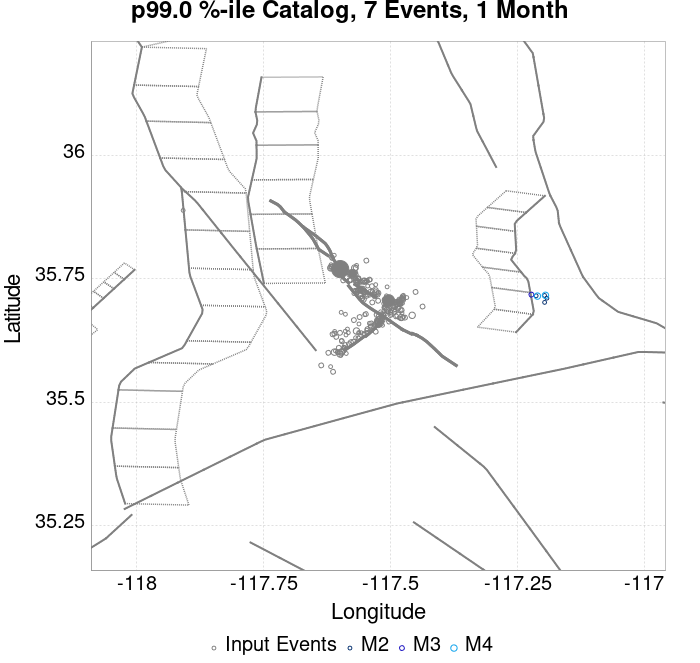 p99.0 %-ile Catalog, 7 Events, 1 Month
36
35.75
35.5
35.25
Latitude
-118 -117.75 -117.5 -117.25 -117
Longitude
Input Events M2 M3 M4